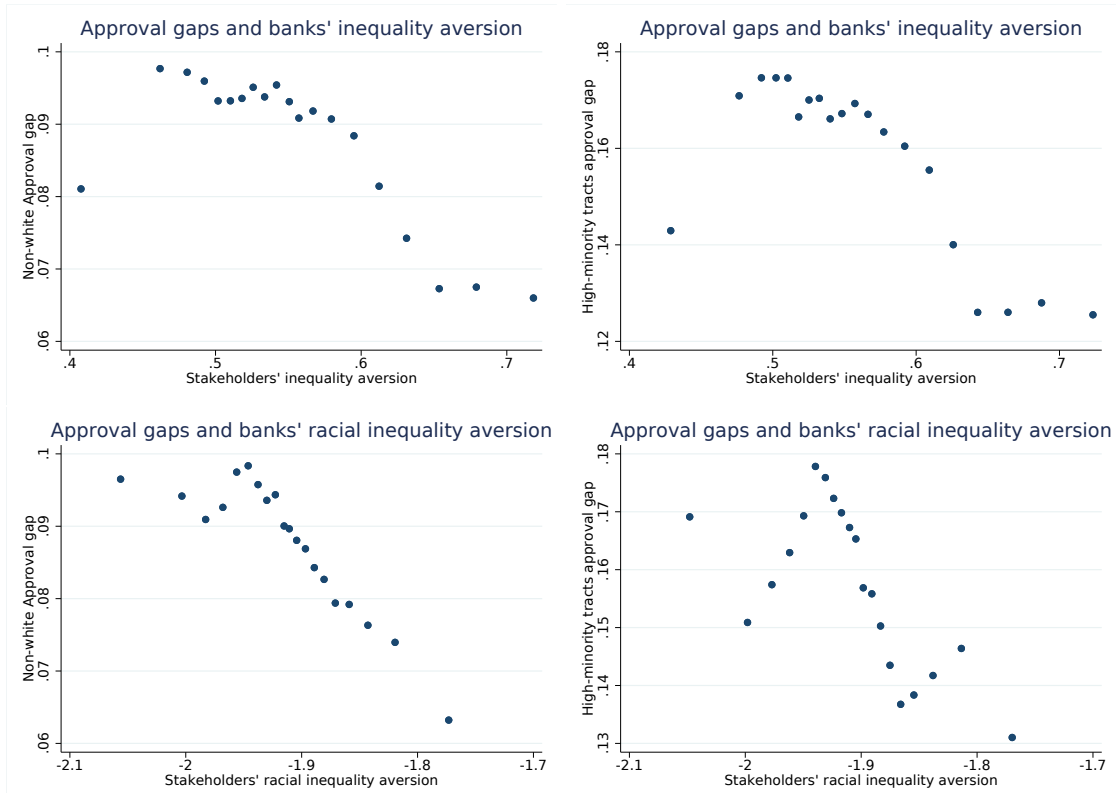 Approval gaps and banks' inequality aversion
Non-white Approval gap
.1
.09
.08
.07
.06
.4 .5 .6 .7
Stakeholders' inequality aversion
Approval gaps and banks' inequality aversion
High-minority tracts approval gap
.18
.16
.14
.12
.4 .5 .6 .7
Stakeholders' inequality aversion
Approval gaps and banks' racial inequality aversion
Non-white Approval gap
.1
.09
.08
.07
.06
-2.1 -2 -1.9 -1.8 -1.7
Stakeholders' racial inequality aversion
Approval gaps and banks' racial inequality aversion
High-minority tracts approval gap
.18
.17
.16
.15
.14
.13
-2.1 -2 -1.9 -1.8 -1.7
Stakeholders' racial inequality aversion